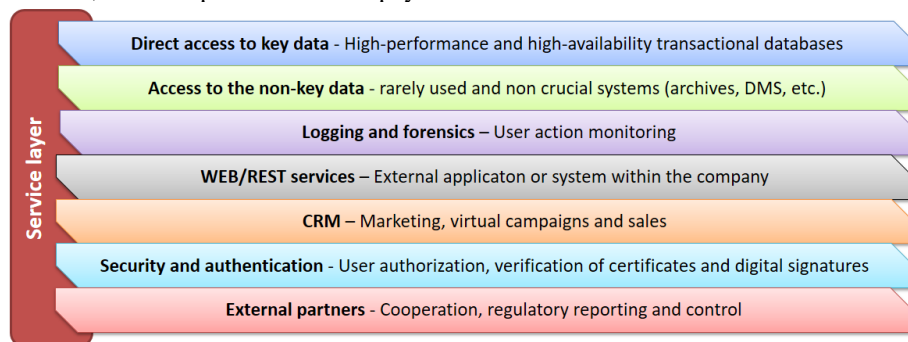 Service layer
Direct access to key data - High-performance and high-availability transactional databases
Access to the non-key data - rarely used and non crucial systems (archives, DMS, etc.)
Logging and forensics – User action monitoring
WEB/REST services – External applicaton or system within the company
CRM – Marketing, virtual campaigns and sales
Security and authentication - User authorization, verification of certificates and digital signatures
External partners - Cooperation, regulatory reporting and control